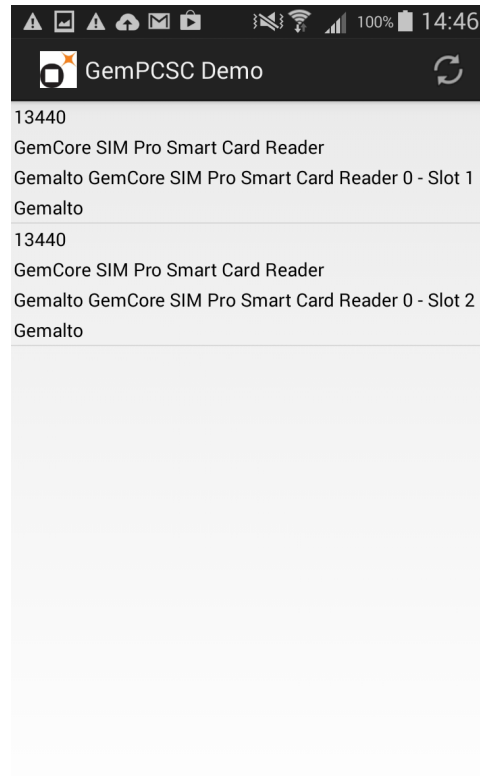 100% 14:46
GemPCSC Demo
13440
GemCore SIM Pro Smart Card Reader
Gemalto GemCore SIM Pro Smart Card Reader 0 - Slot 1
Gemalto
13440
GemCore SIM Pro Smart Card Reader
Gemalto GemCore SIM Pro Smart Card Reader 0 - Slot 2
Gemalto